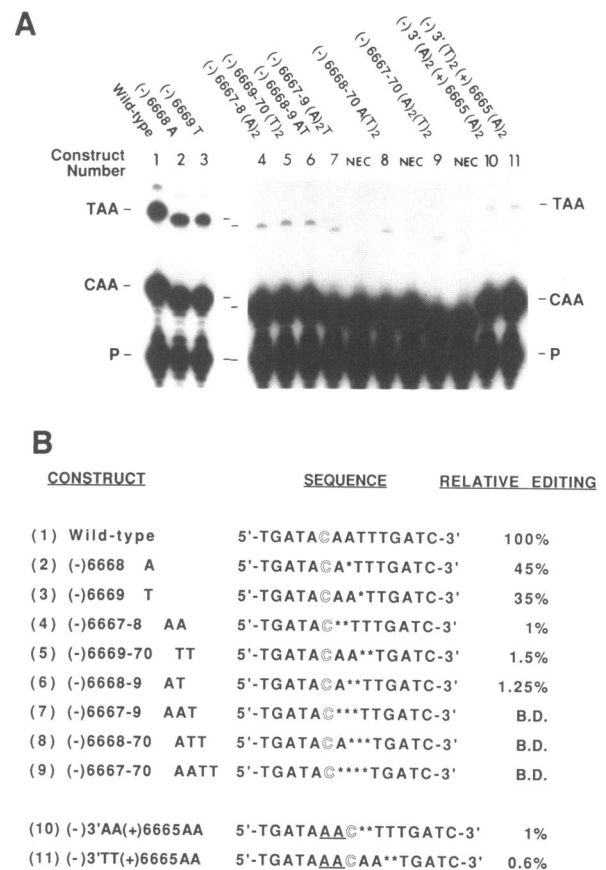 A
Wild-type
(-) 6668 A
(-) 6669 T
(-) 6667-8 (A)2
(-) 6669-70 (T)2
(-) 6668-9 AT
(-) 6667-9 (A)2T
(-) 6668-70 A(T)2
(-) 6667-70 (A)2(T)2
(-) 3' (A)2 (+) 6665 (A)2
(-) 3' (T)2 (+) 6665 (A)2
Construct Number 1 2 3 4 5 6 7 NEC 8 NEC 9 NEC 10 11
TAA - - TAA
CAA - - CAA
P - - P
B
CONSTRUCT SEQUENCE RELATIVE EDITING
(1) Wild-type 5'-TGATACAATTTGATC-3' 100%
(2) (-)6668 A 5'-TGATACA*TTTGATC-3' 45%
(3) (-)6669 T 5'-TGATACAA*TTGATC-3' 35%
(4) (-)6667-8 AA 5'-TGATAC**TTTGATC-3' 1%
(5) (-)6669-70 TT 5'-TGATACAA**TGATC-3' 1.5%
(6) (-)6668-9 AT 5'-TGATACA**TTGATC-3' 1.25%
(7) (-)6667-9 AAT 5'-TGATAC***TTGATC-3' B.D.
(8) (-)6668-70 ATT 5'-TGATACA***TGATC-3' B.D.
(9) (-)6667-70 AATT 5'-TGATAC****TGATC-3' B.D.
(10) (-)3'AA(+)6665AA 5'-TGATAAAC**TTTGATC-3' 1%
(11) (-)3'TT(+)6665AA 5'-TGATAAACAA**TGATC-3' 0.6%